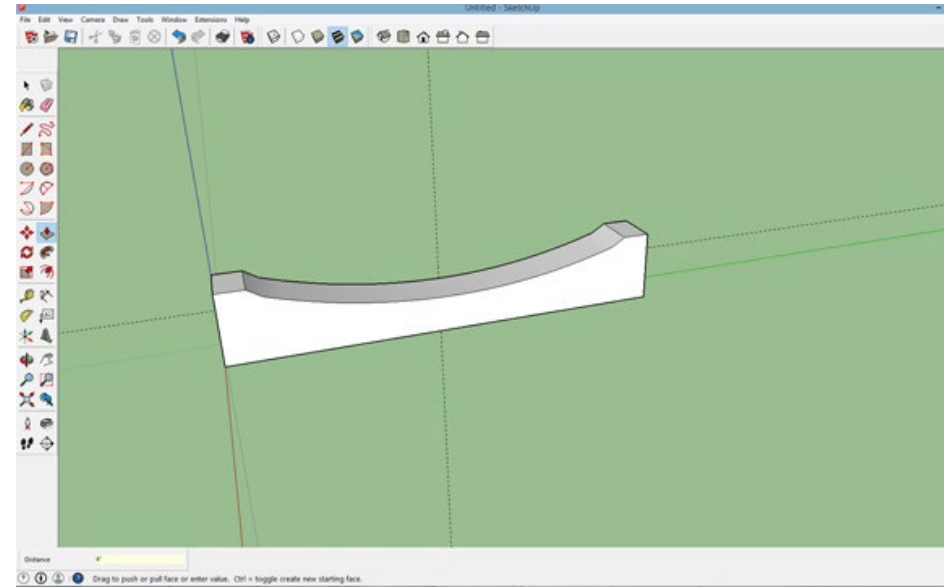 Untitled - SketchUp
File Edit View Camera Draw Tools Window Extensions Help
Distance 4'
Drag to push or pull face or enter value. Ctrl = toggle create new starting face.